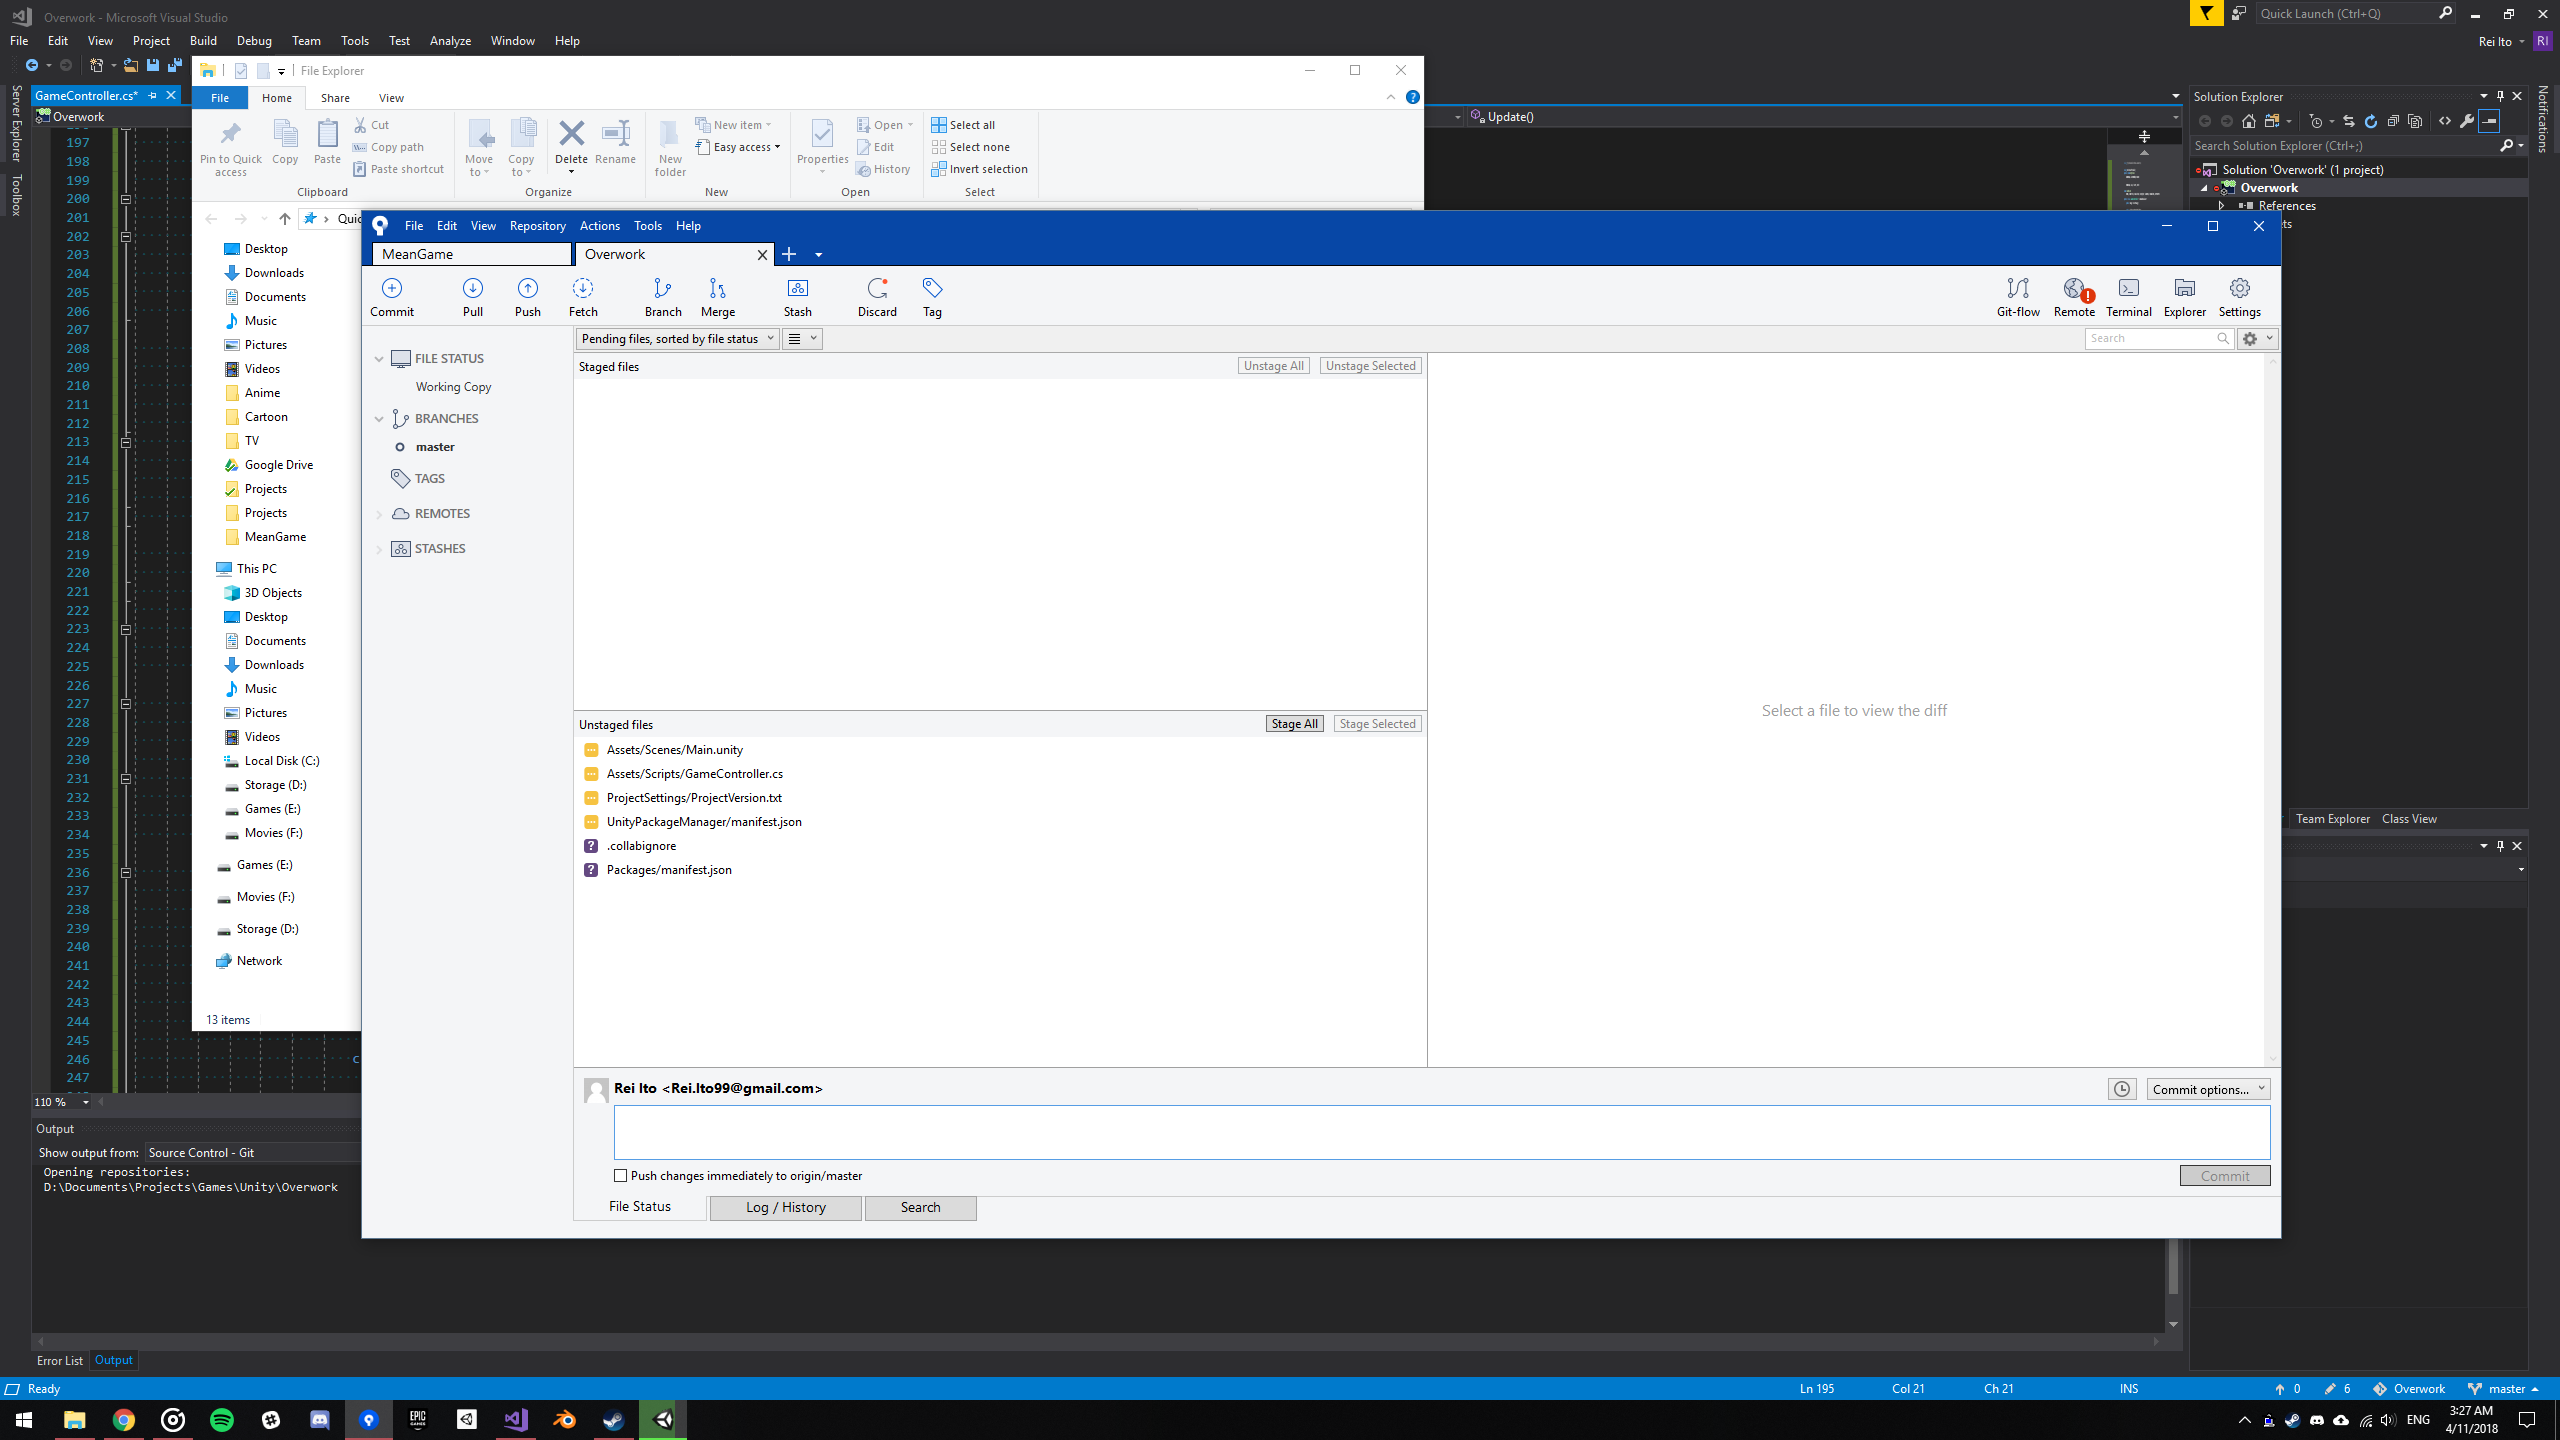 Overwork - Microsoft Visual Studio
Quick Launch (Ctrl+Q)
File Edit View Project Build Debug Team Tools Test Analyze Window Help
Rei Ito RI
File Explorer
Server Explorer
Toolbox
Notifications
GameController.cs*
Overwork
File Home Share View
Update()
Solution Explorer
Search Solution Explorer (Ctrl+;)
Solution 'Overwork' (1 project)
Overwork
References
Pin to Quick access
Copy
Paste
Cut
Copy path
Paste shortcut
Clipboard
Move to
Copy to
Delete
Rename
Organize
New folder
New item
Easy access
New
Properties
Open
Edit
History
Open
Select all
Select none
Invert selection
Select
197
198
199
200
201
202
203
204
205
206
207
208
209
210
211
212
213
214
215
216
217
218
219
220
221
222
223
224
225
226
227
228
229
230
231
232
233
234
235
236
237
238
239
240
241
242
243
244
245
246 c
247
Desktop
Downloads
Documents
Music
Pictures
Videos
Anime
Cartoon
TV
Google Drive
Projects
Projects
MeanGame
This PC
3D Objects
Desktop
Documents
Downloads
Music
Pictures
Videos
Local Disk (C:)
Storage (D:)
Games (E:)
Movies (F:)
Games (E:)
Movies (F:)
Storage (D:)
Network
13 items
File Edit View Repository Actions Tools Help
MeanGame
Overwork
Commit Pull Push Fetch Branch Merge Stash Discard Tag
Git-flow Remote Terminal Explorer Settings
Pending files, sorted by file status
Search
FILE STATUS
Working Copy
BRANCHES
master
TAGS
REMOTES
STASHES
Staged files Unstage All Unstage Selected
Select a file to view the diff
Unstaged files Stage All Stage Selected
Assets/Scenes/Main.unity
Assets/Scripts/GameController.cs
ProjectSettings/ProjectVersion.txt
UnityPackageManager/manifest.json
.collabignore
Packages/manifest.json
Rei Ito <Rei.Ito99@gmail.com>
Commit options...
Push changes immediately to origin/master
Commit
File Status Log / History Search
Team Explorer Class View
110 %
Output
Show output from: Source Control - Git
Opening repositories:
D:\Documents\Projects\Games\Unity\Overwork
Error List Output
Ready
Ln 195 Col 21 Ch 21 INS
0 6 Overwork master
EPIC GAMES
ENG
3:27 AM
4/11/2018